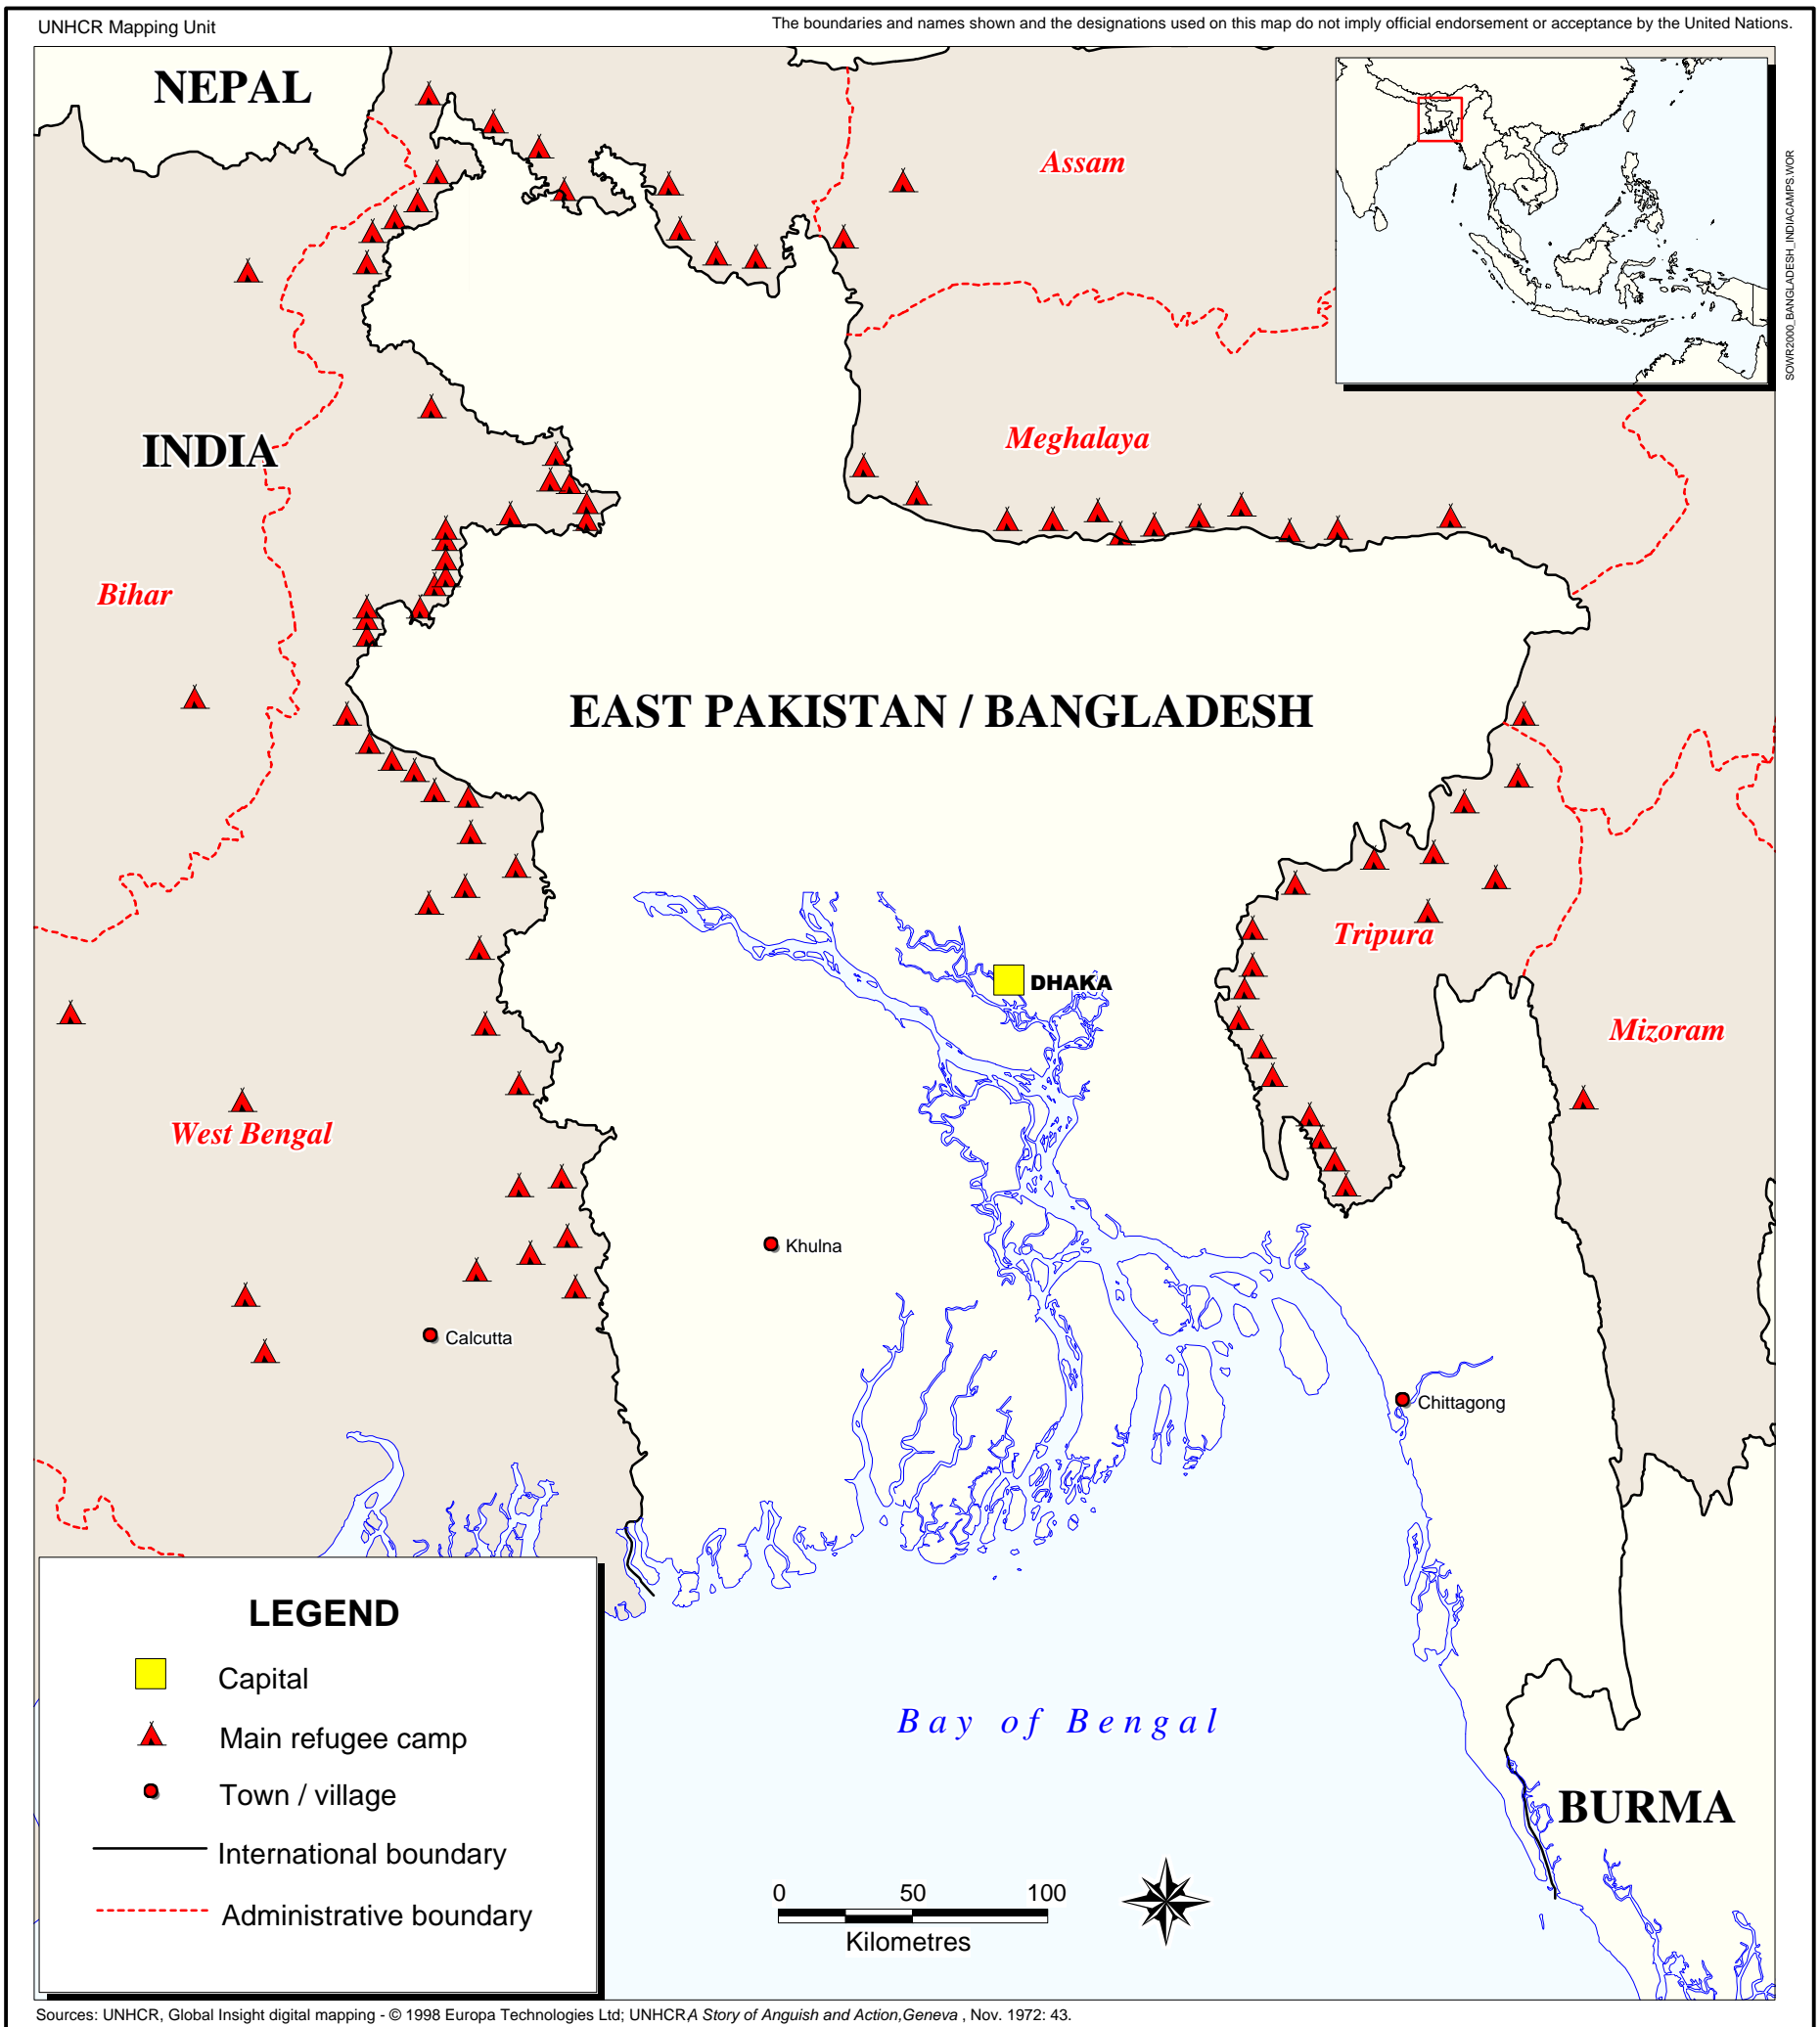 UNHCR Mapping Unit
The boundaries and names shown and the designations used on this map do not imply official endorsement or acceptance by the United Nations.
NEPAL
Assam
SOWR2000_BANGLADESH_INDIACAMPS.WOR
INDIA
Meghalaya
Bihar
EAST PAKISTAN / BANGLADESH
Tripura
DHAKA
Mizoram
West Bengal
Khulna
Calcutta
Chittagong
LEGEND
Capital
Main refugee camp
Town / village
International boundary
Administrative boundary
Bay of Bengal
BURMA
0 50 100
Kilometres
Sources: UNHCR, Global Insight digital mapping - © 1998 Europa Technologies Ltd; UNHCR,A Story of Anguish and Action,Geneva , Nov. 1972: 43.